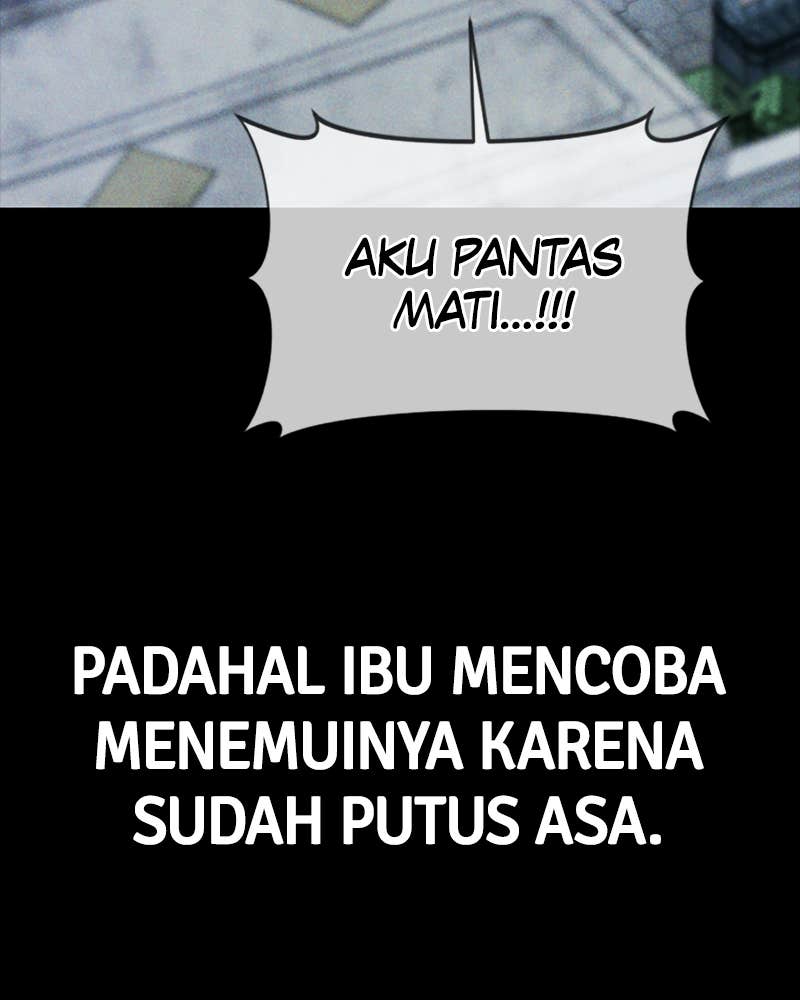 AKU PANTAS
MATI...!!!
PADAHAL IBU MENCOBA
MENEMUINYA KARENA
SUDAH PUTUS ASA.